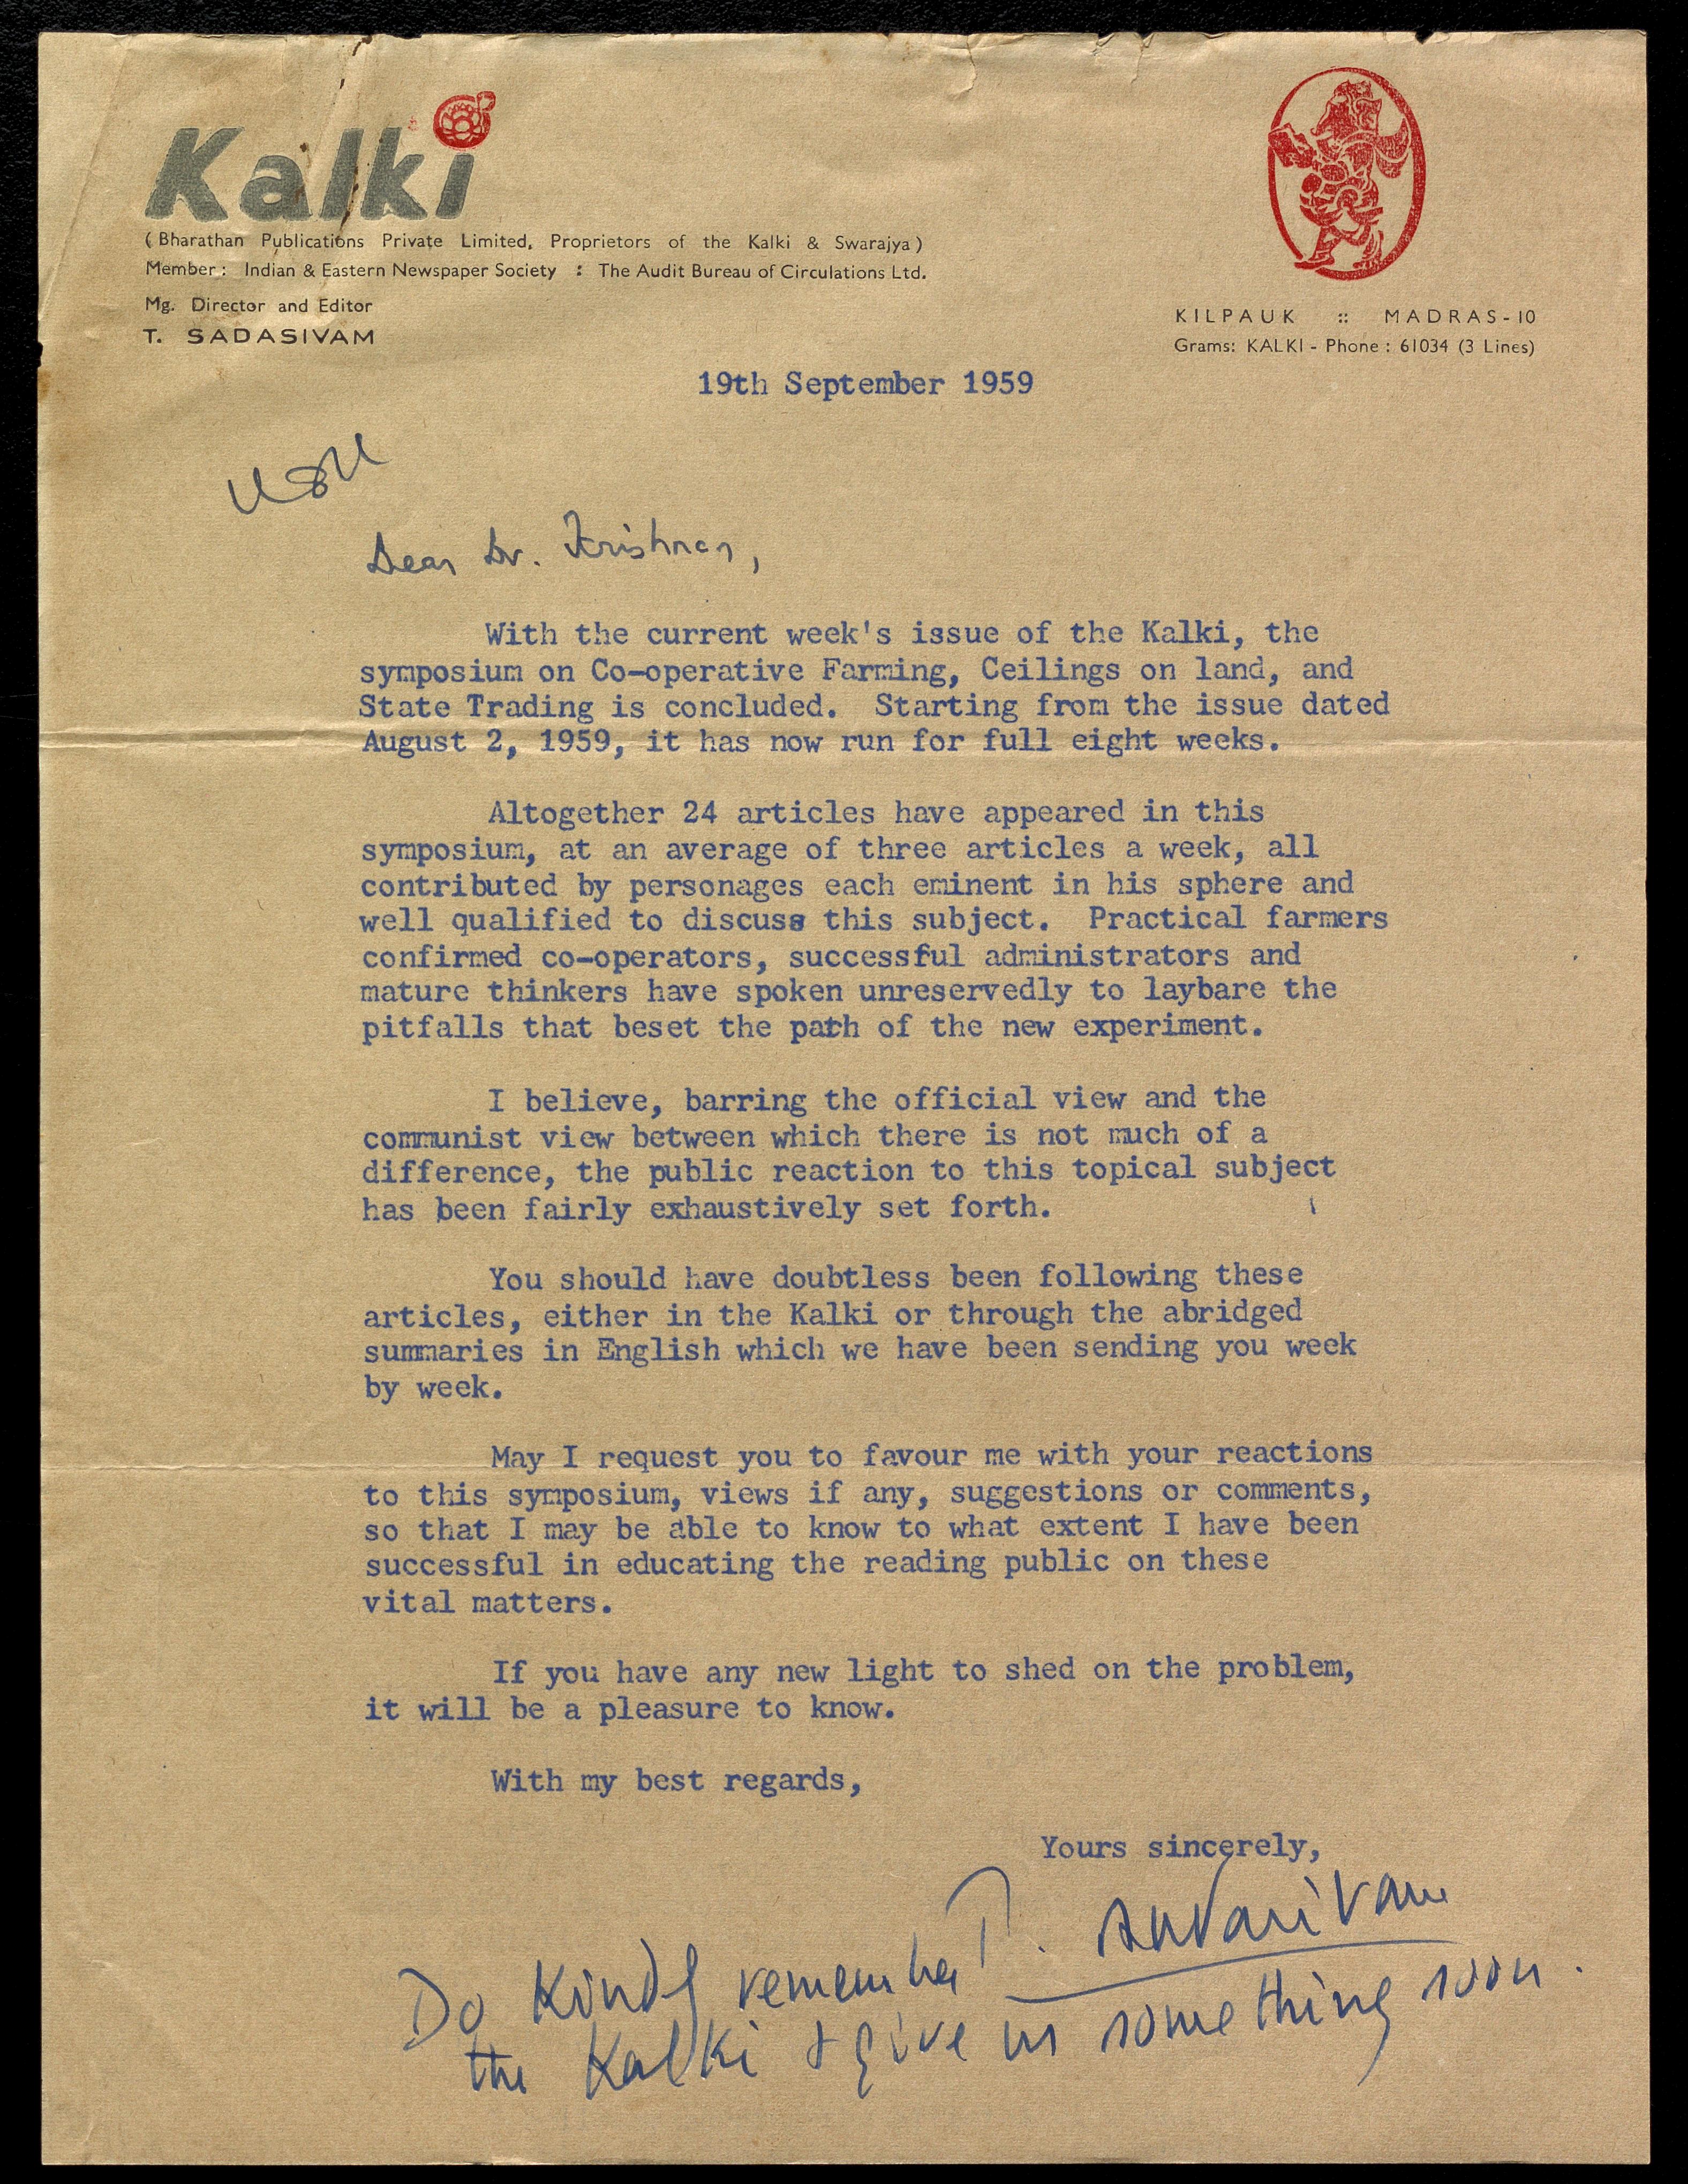 Kalki
( Bharathan Publications Private Limited, Proprietors of the Kalki & Swarajya )
Member : Indian & Eastern Newspaper Society : The Audit Bureau of Circulations Ltd.
Mg. Director and Editor
T. SADASIVAM
KILPAUK :: MADRAS-10
Grams: KALKI - Phone : 61034 (3 Lines)
19th September 1959
Dear Dr. Krishnan,
With the current week's issue of the Kalki, the
symposium on Co-operative Farming, Ceilings on land, and
State Trading is concluded. Starting from the issue dated
August 2, 1959, it has now run for full eight weeks.
Altogether 24 articles have appeared in this
symposium, at an average of three articles a week, all
contributed by personages each eminent in his sphere and
well qualified to discuss this subject. Practical farmers
confirmed co-operators, successful administrators and
mature thinkers have spoken unreservedly to laybare the
pitfalls that beset the path of the new experiment.
I believe, barring the official view and the
communist view between which there is not much of a
difference, the public reaction to this topical subject
has been fairly exhaustively set forth.
You should have doubtless been following these
articles, either in the Kalki or through the abridged
summaries in English which we have been sending you week
by week.
May I request you to favour me with your reactions
to this symposium, views if any, suggestions or comments,
so that I may be able to know to what extent I have been
successful in educating the reading public on these
vital matters.
If you have any new light to shed on the problem,
it will be a pleasure to know.
With my best regards,
Yours sincerely,
T. Sadasivam
Do kindly remember
the Kalki & give us something soon.